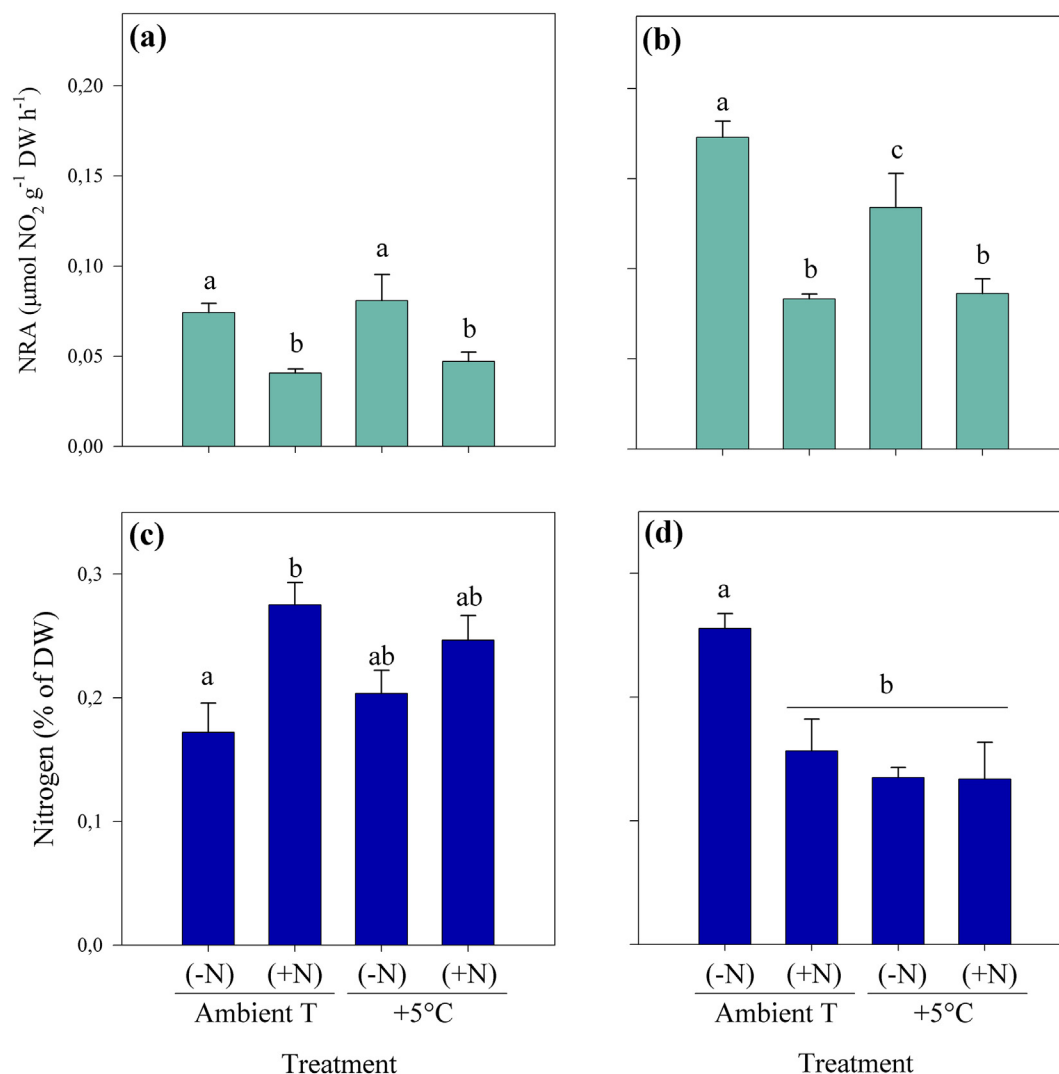 (a)
(b)
NRA (μmol NO2 g-1 DW h-1)
0,20
0,15
0,10
0,05
0,00
a
b
a
b
a
b
c
b
(c)
(d)
Nitrogen (% of DW)
0,3
0,2
0,1
0,0
a
b
ab
ab
a
b
(-N) (+N) (-N) (+N)
Ambient T +5°C
Treatment
(-N) (+N) (-N) (+N)
Ambient T +5°C
Treatment